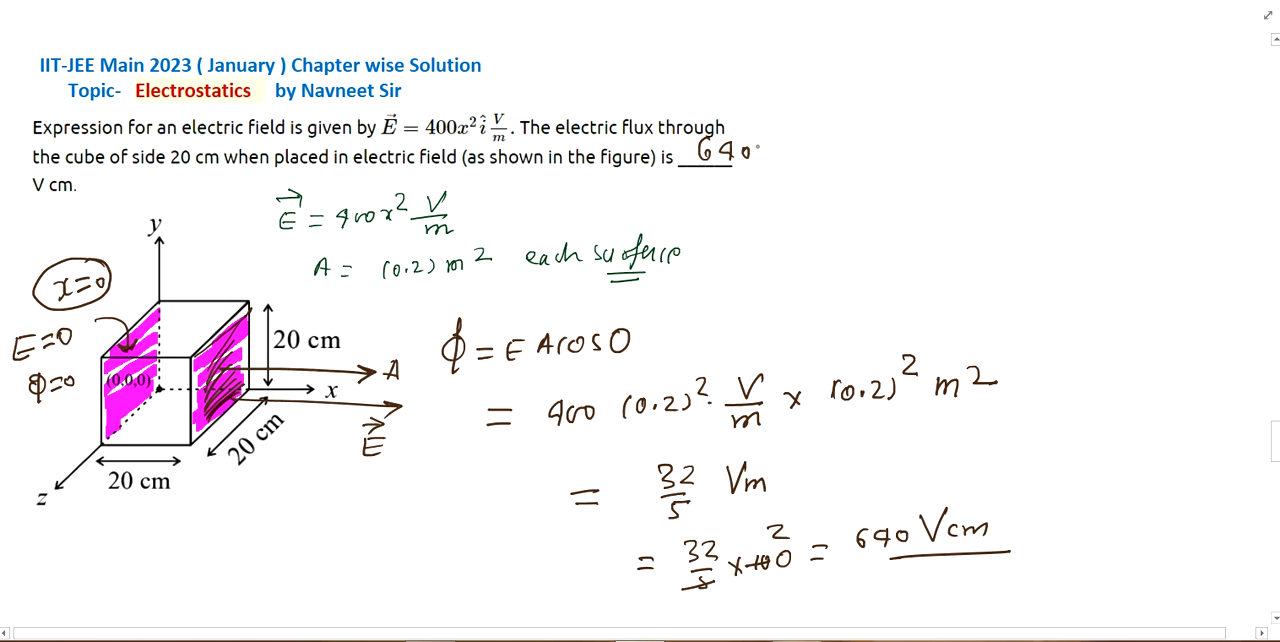 IIT-JEE Main 2023 ( January ) Chapter wise Solution
Topic- Electrostatics by Navneet Sir
Expression for an electric field is given by E⃗ = 400x² î V/m. The electric flux through
the cube of side 20 cm when placed in electric field (as shown in the figure) is 640
V cm.
E⃗ = 400x² V/m
A = (0.2) m² each surface
y
x=0
E=0
Φ=0
(0,0,0)
20 cm
A
x
E⃗
20 cm
20 cm
z
Φ = E A cos 0
= 400 (0.2)². V/m × (0.2)² m²
= 32/5 Vm
= 32/5 × 100 2 = 640 Vcm